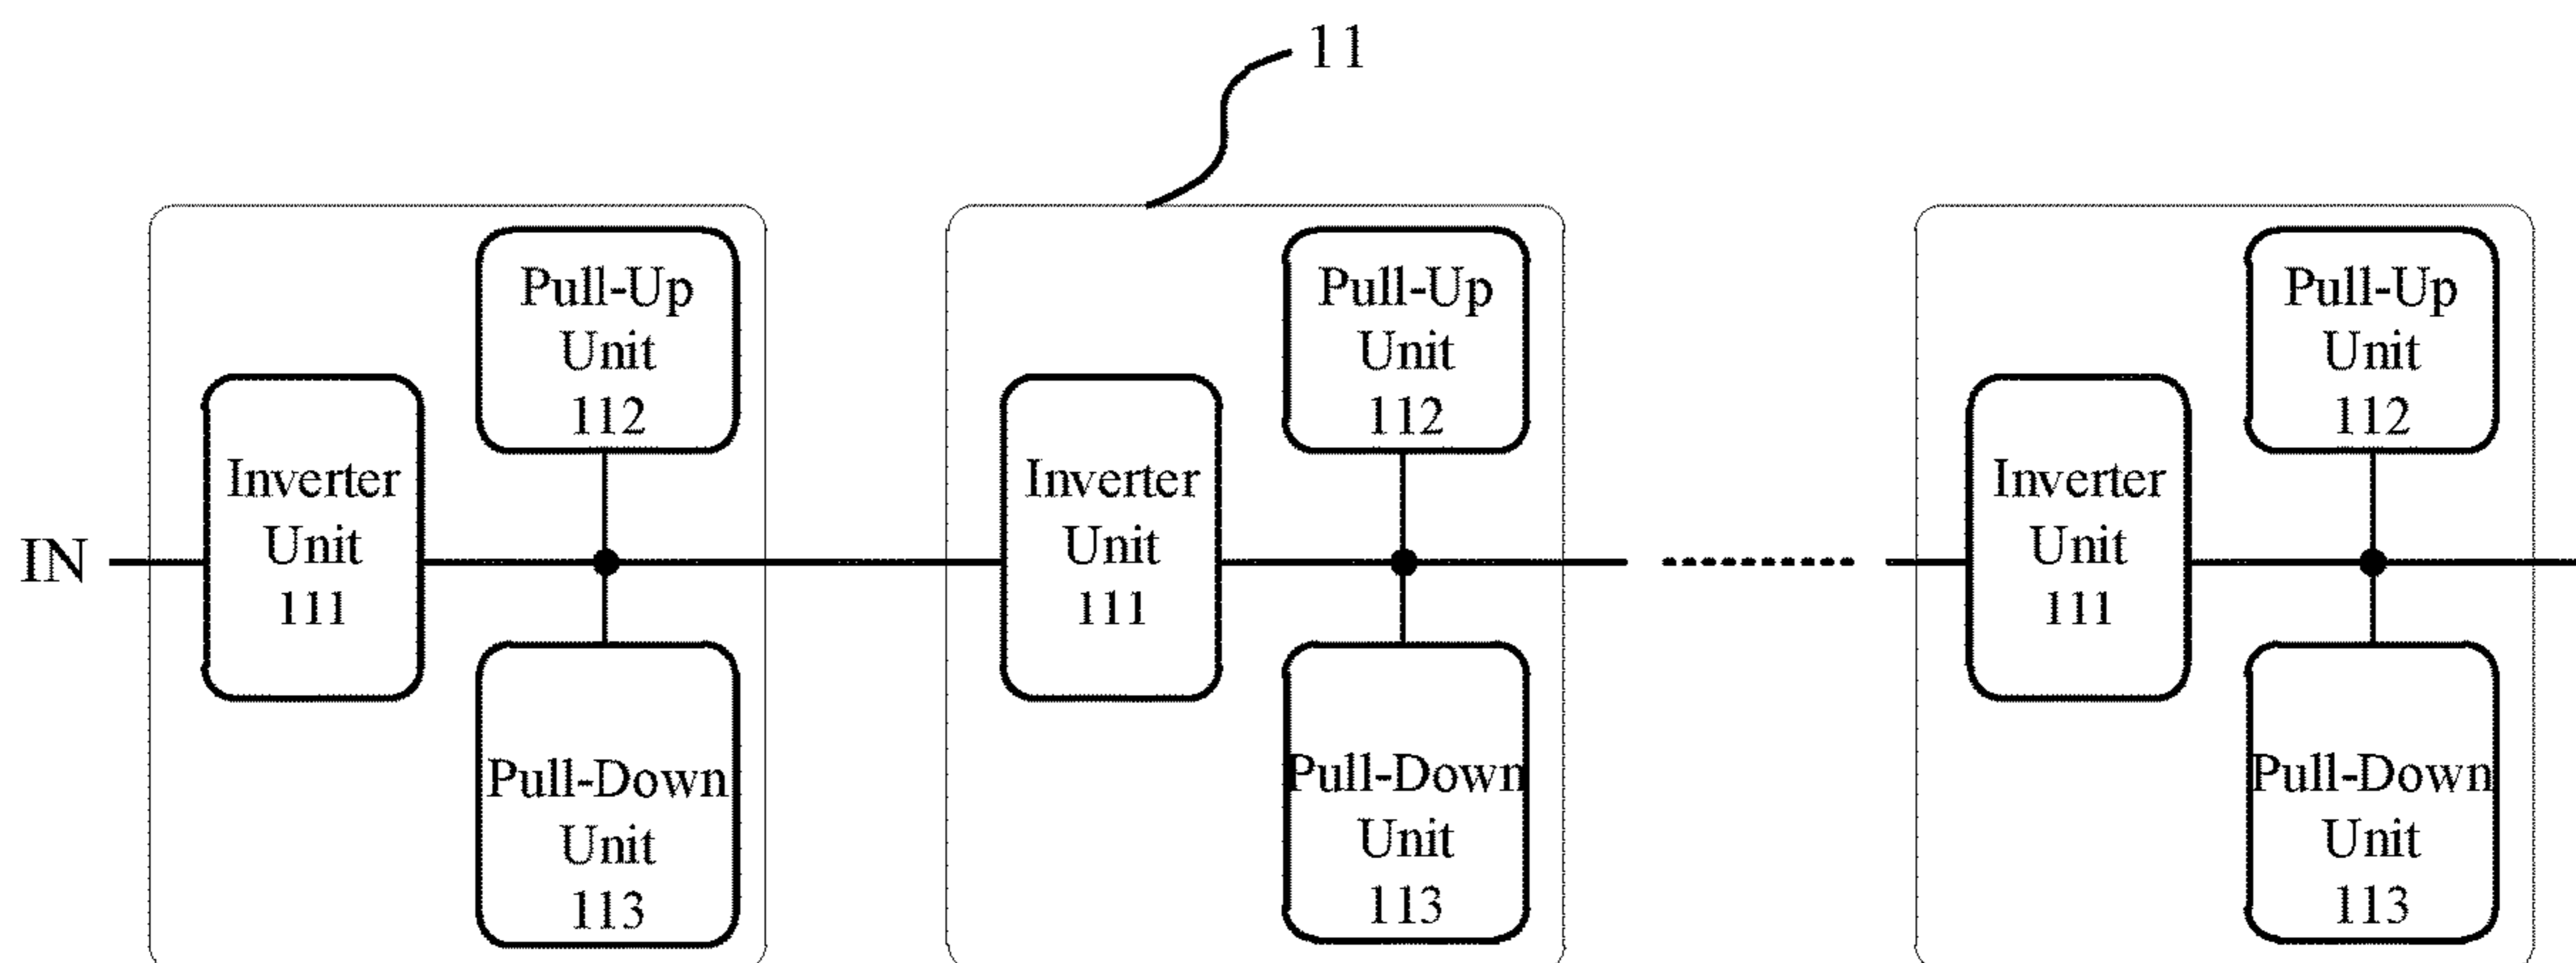 11
Pull-Up
Unit
112
Pull-Up
Unit
112
Pull-Up
Unit
112
IN
Inverter
Unit
111
Inverter
Unit
111
Inverter
Unit
111
Pull-Down
Unit
113
Pull-Down
Unit
113
Pull-Down
Unit
113